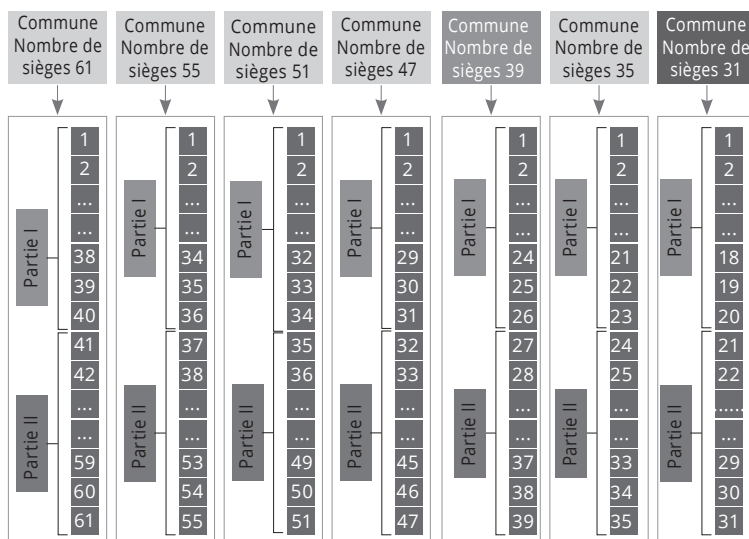 Commune
Nombre de
sièges 61
Commune
Nombre de
sièges 55
Commune
Nombre de
sièges 51
Commune
Nombre de
sièges 47
Commune
Nombre de
sièges 39
Commune
Nombre de
sièges 35
Commune
Nombre de
sièges 31
Partie I
1
2
...
...
38
39
40
Partie II
41
42
...
...
59
60
61
Partie I
1
2
...
...
34
35
36
Partie II
37
38
...
...
53
54
55
Partie I
1
2
...
...
32
33
34
Partie II
35
36
...
...
49
50
51
Partie I
1
2
...
...
29
30
31
Partie II
32
33
...
...
45
46
47
Partie I
1
2
...
...
24
25
26
Partie II
27
28
...
...
37
38
39
Partie I
1
2
...
...
21
22
23
Partie II
24
25
...
...
33
34
35
Partie I
1
2
...
...
18
19
20
Partie II
21
22
......
...
29
30
31